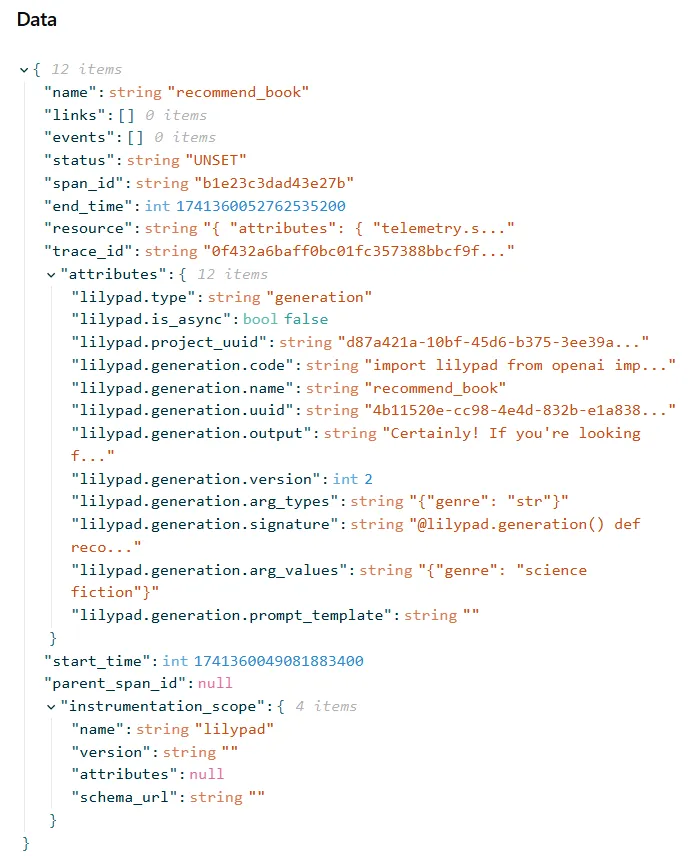 Data
{ 12 items
"name": string "recommend_book"
"links": [] 0 items
"events": [] 0 items
"status": string "UNSET"
"span_id": string "b1e23c3dad43e27b"
"end_time": int 1741360052762535200
"resource": string "{ "attributes": { "telemetry.s..."
"trace_id": string "0f432a6baff0bc01fc357388bbcf9f..."
"attributes": { 12 items
"lilypad.type": string "generation"
"lilypad.is_async": bool false
"lilypad.project_uuid": string "d87a421a-10bf-45d6-b375-3ee39a..."
"lilypad.generation.code": string "import lilypad from openai imp..."
"lilypad.generation.name": string "recommend_book"
"lilypad.generation.uuid": string "4b11520e-cc98-4e4d-832b-e1a838..."
"lilypad.generation.output": string "Certainly! If you're looking
f..."
"lilypad.generation.version": int 2
"lilypad.generation.arg_types": string "{"genre": "str"}"
"lilypad.generation.signature": string "@lilypad.generation() def
reco..."
"lilypad.generation.arg_values": string "{"genre": "science
fiction"}"
"lilypad.generation.prompt_template": string ""
}
"start_time": int 1741360049081883400
"parent_span_id": null
"instrumentation_scope": { 4 items
"name": string "lilypad"
"version": string ""
"attributes": null
"schema_url": string ""
}
}